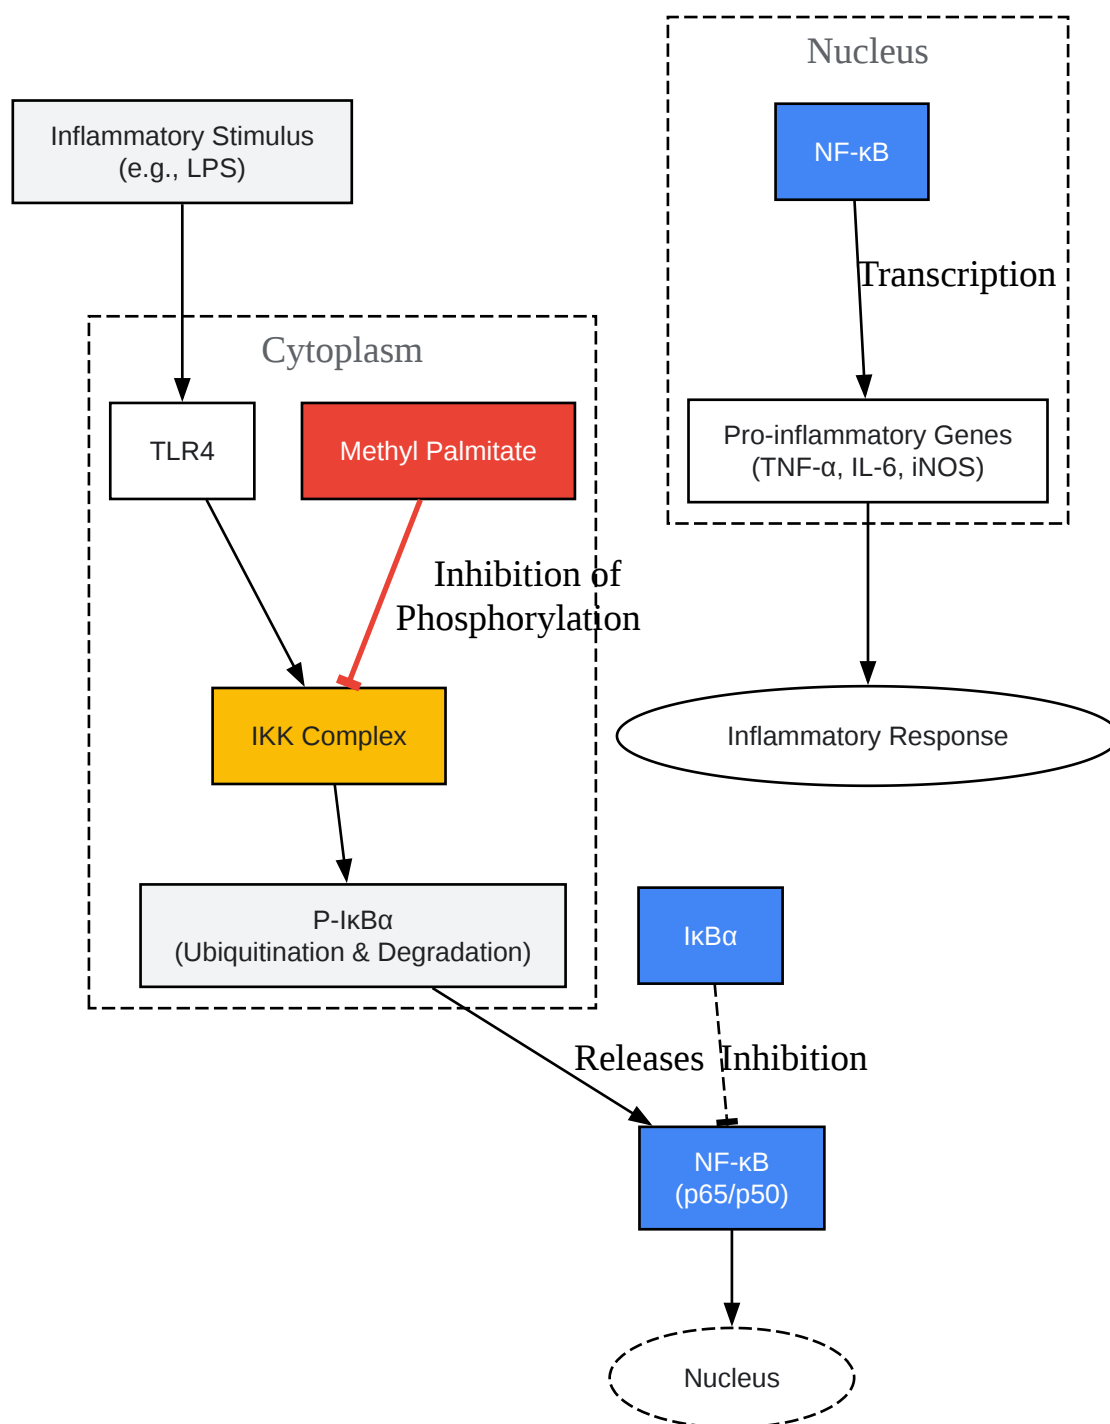 Nucleus
NF-κB
Inflammatory Stimulus
(e.g., LPS)
Transcription
Cytoplasm
TLR4
Methyl Palmitate
Pro-inflammatory Genes
(TNF-α, IL-6, iNOS)
Inhibition of
Phosphorylation
IKK Complex
Inflammatory Response
P-IκBα
(Ubiquitination & Degradation)
IκBα
Releases
Inhibition
NF-κB
(p65/p50)
Nucleus